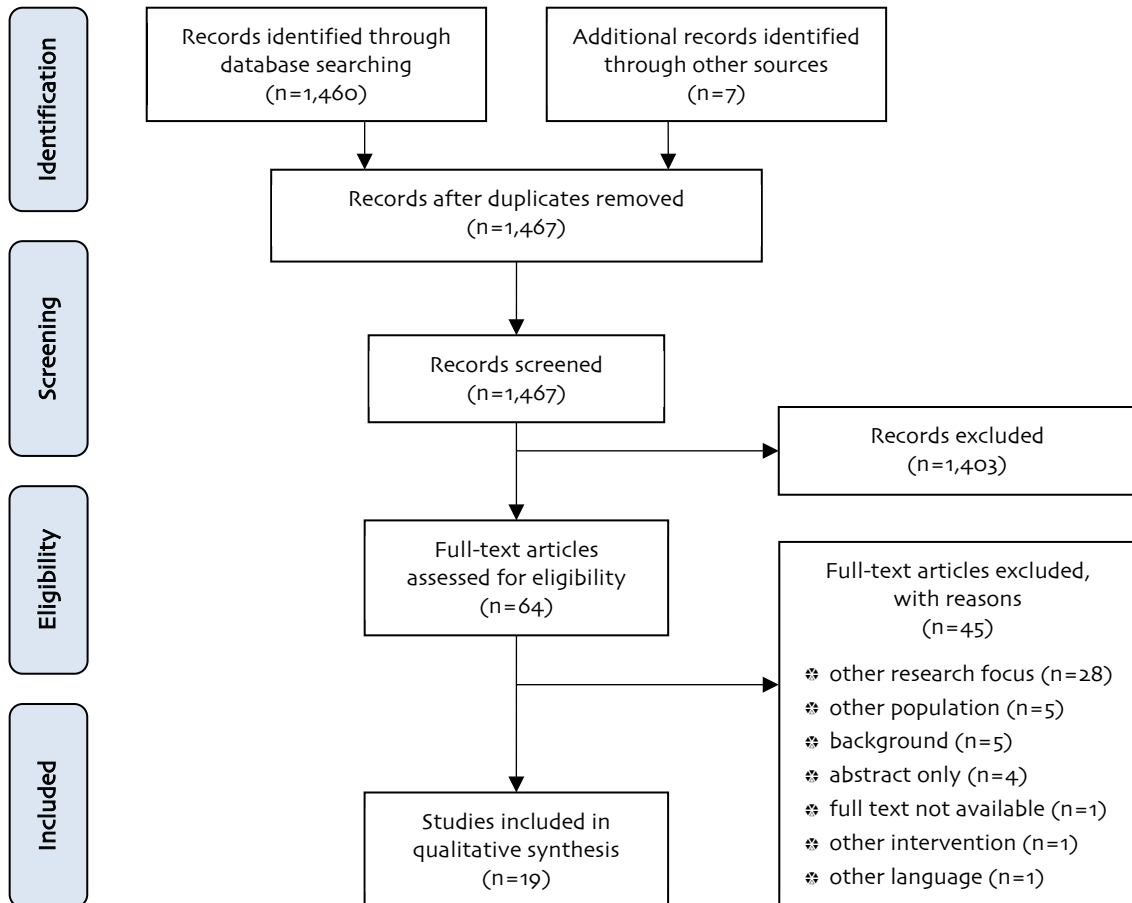 Identification
Records identified through
database searching
(n=1,460)
Additional records identified
through other sources
(n=7)
Records after duplicates removed
(n=1,467)
Screening
Records screened
(n=1,467)
Records excluded
(n=1,403)
Eligibility
Full-text articles
assessed for eligibility
(n=64)
Full-text articles excluded,
with reasons
(n=45)
other research focus (n=28)
other population (n=5)
background (n=5)
abstract only (n=4)
full text not available (n=1)
other intervention (n=1)
other language (n=1)
Included
Studies included in
qualitative synthesis
(n=19)